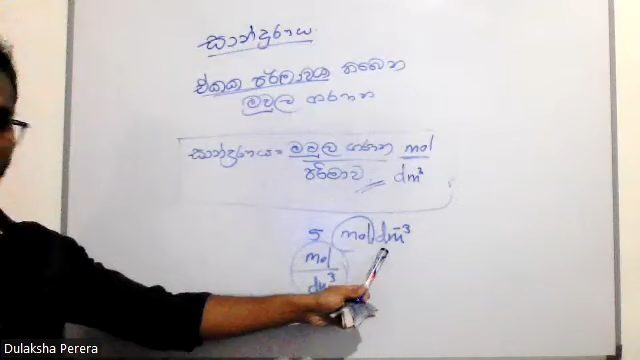 සාන්ද්‍රණය
ඒකක පරිමාවක තිබෙන
මවුල ගණන
සාන්ද්‍රණය = මවුල ගණන mol
පරිමාව dm³
5 mol dm⁻³
mol
dm³
Dulaksha Perera